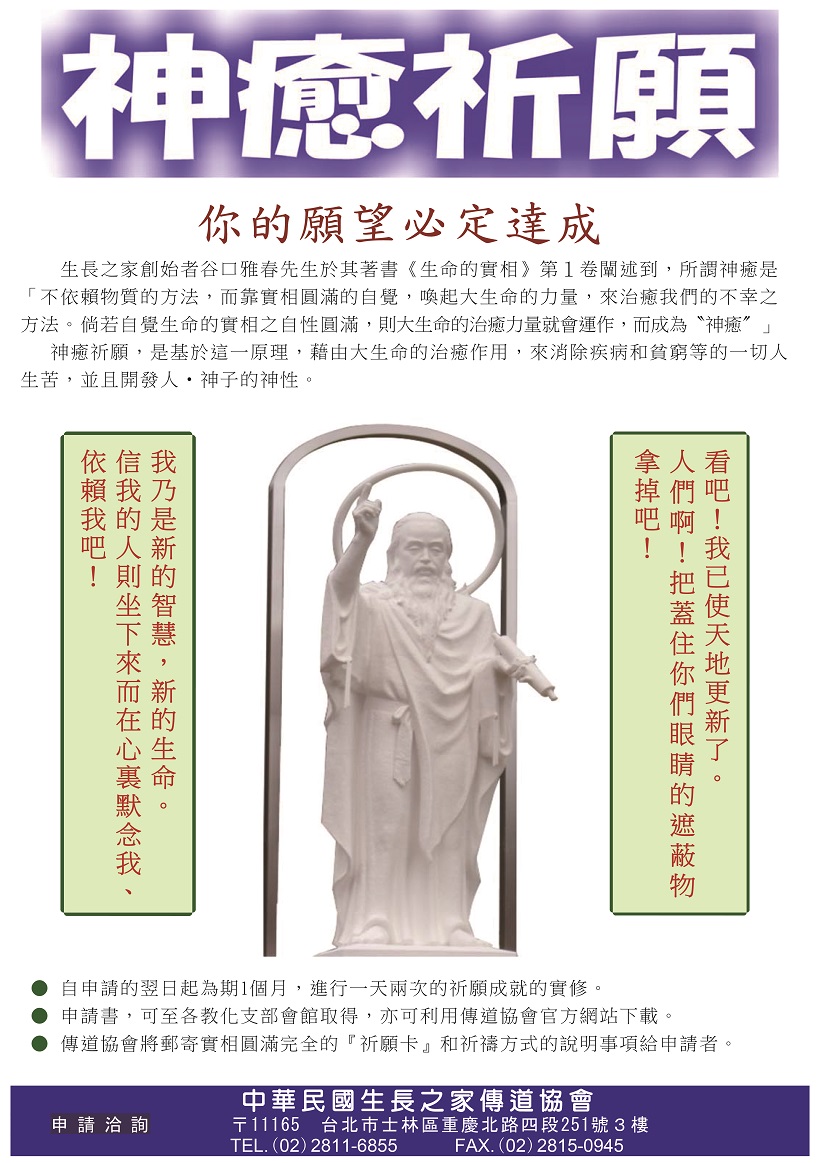 神癒祈願
你的願望必定達成
生長之家創始者谷口雅春先生於其著書《生命的實相》第１卷闡述到，所謂神癒是
「不依賴物質的方法，而靠實相圓滿的自覺，喚起大生命的力量，來治癒我們的不幸之
方法。倘若自覺生命的實相之自性圓滿，則大生命的治癒力量就會運作，而成為〝神癒〞」
神癒祈願，是基於這一原理，藉由大生命的治癒作用，來消除疾病和貧窮等的一切人
生苦，並且開發人・神子的神性。
看吧！我已使天地更新了。
人們啊！把蓋住你們眼睛的遮蔽物
拿掉吧！
我乃是新的智慧，新的生命。
信我的人則坐下來而在心裏默念我、
依賴我吧！
● 自申請的翌日起為期1個月，進行一天兩次的祈願成就的實修。
● 申請書，可至各教化支部會館取得，亦可利用傳道協會官方網站下載。
● 傳道協會將郵寄實相圓滿完全的『祈願卡』和祈禱方式的說明事項給申請者。
中華民國生長之家傳道協會
申請洽詢
〒11165 台北市士林區重慶北路四段251號３樓
TEL.(02)2811-6855 FAX.(02)2815-0945